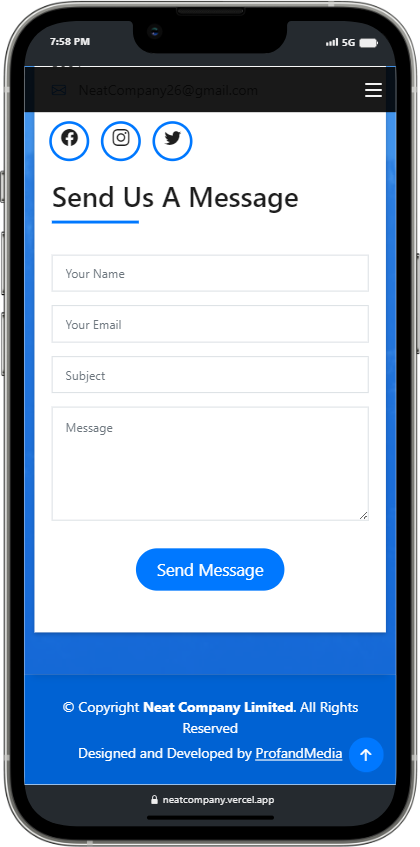 7:58 PM
5G
NeatCompany26@gmail.com
Send Us A Message
Your Name
Your Email
Subject
Message
Send Message
© Copyright Neat Company Limited. All Rights
Reserved
Designed and Developed by ProfandMedia
neatcompany.vercel.app